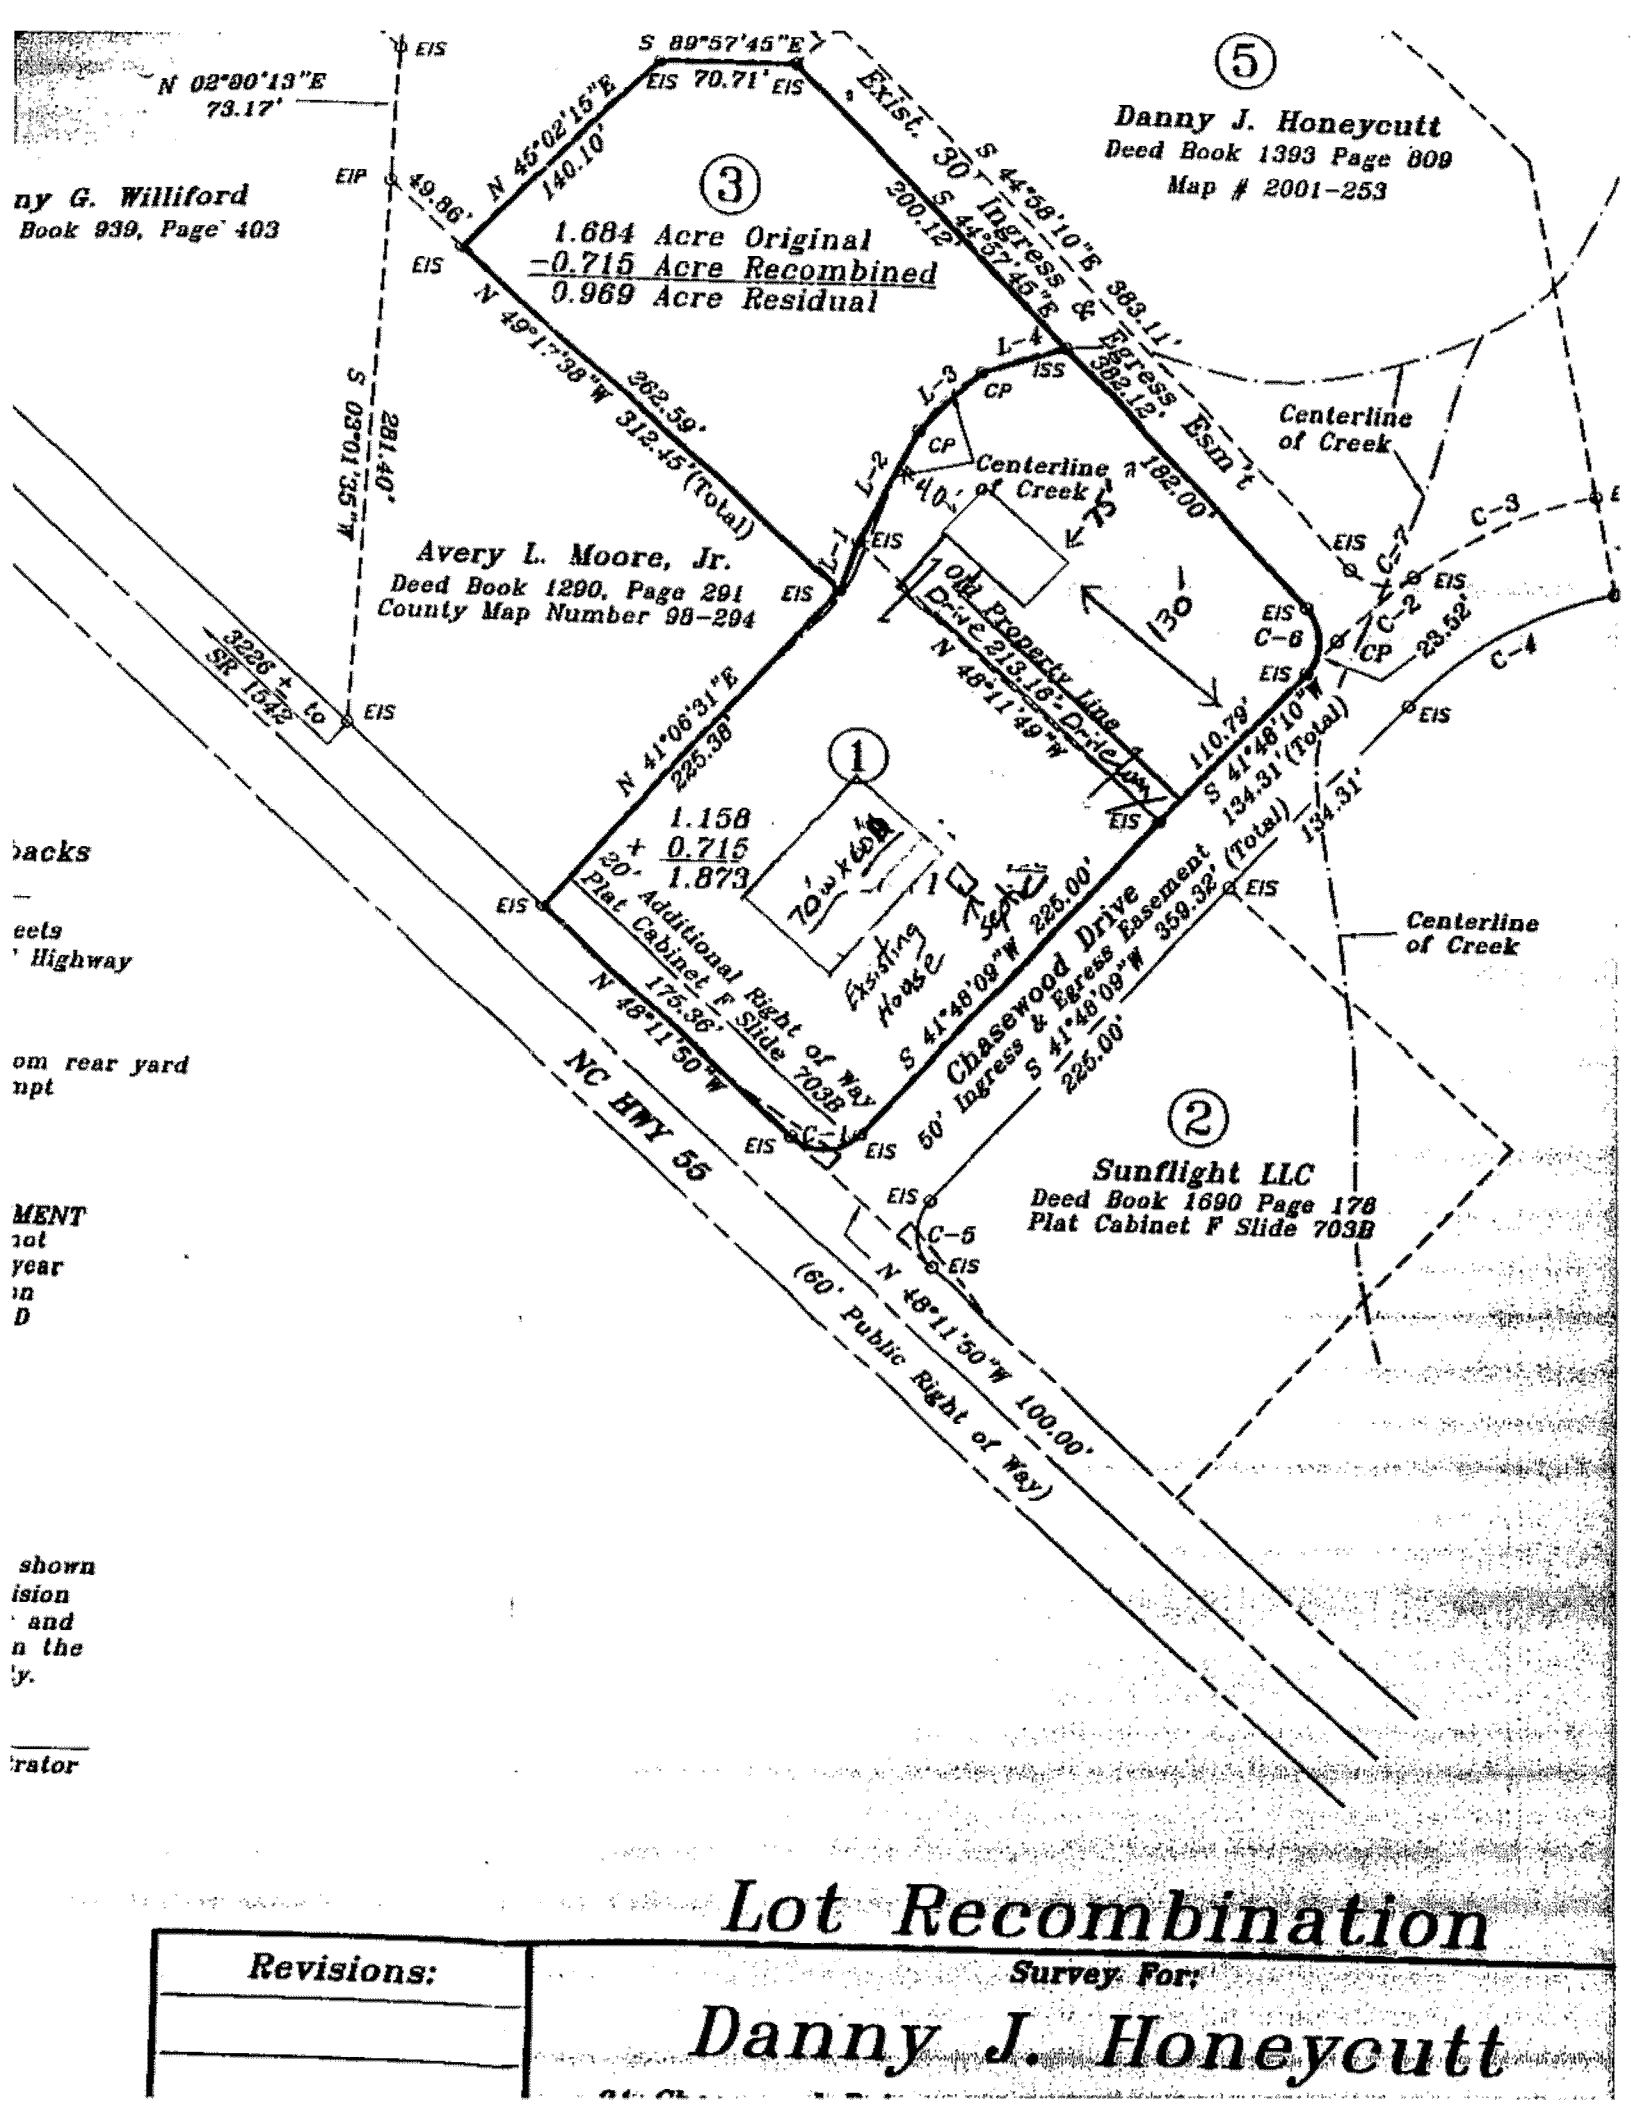 EIS
S 89°57'45"E
N 02°00'13"E
73.17'
EIS 70.71' EIS
N 45°02'15"E
140.10'
5
Danny J. Honeycutt
Deed Book 1393 Page 809
Map # 2001-253
Exist. 30' Ingress & Egress Esm't
S 44°58'10"E 383.11'
200.12'
S 44°57'45"E 382.12'
182.00'
EIP
49.86'
EIS
ny G. Williford
Book 939, Page 403
3
1.684 Acre Original
-0.715 Acre Recombined
0.969 Acre Residual
N 49°17'38"W 312.45'(Total)
262.59'
S 03°01'35"W
281.40'
L-4
L-3
L-2
L-1
ISS
CP
CP
EIS
EIS
Centerline
of Creek
Centerline
of Creek
40'
75'
130'
C-3
C-7
EIS
EIS
C-2
CP
23.52'
C-4
EIS
C-6
EIS
EIS
Avery L. Moore, Jr.
Deed Book 1290, Page 291
County Map Number 98-294
Old Property Line
Drive 213.18' Drive
N 48°11'49"W
3226 ± to
SR 1542
EIS
N 41°06'31"E
225.38'
110.79'
S 41°48'10"W
134.31'(Total)
134.31'
EIS
1
1.158
+ 0.715
1.873
70'w x 60'
Existing
House
septic
EIS
20' Additional Right of Way
Plat Cabinet F Slide 703B
175.36'
N 48°11'50"W
S 41°48'09"W 225.00'
Chasewood Drive
50' Ingress & Egress Easement
S 41°48'09"W 359.32' (Total)
225.00'
EIS
Centerline
of Creek
backs
eets
' Highway
om rear yard
mpt
NC HWY 55
EIS
C-1
EIS
2
Sunflight LLC
Deed Book 1690 Page 178
Plat Cabinet F Slide 703B
EIS
C-5
EIS
N 48°11'50"W 100.00'
(60' Public Right of Way)
MENT
not
year
on
D
shown
ision
and
n the
y.
rator
Lot Recombination
Revisions:
Survey For:
Danny J. Honeycutt